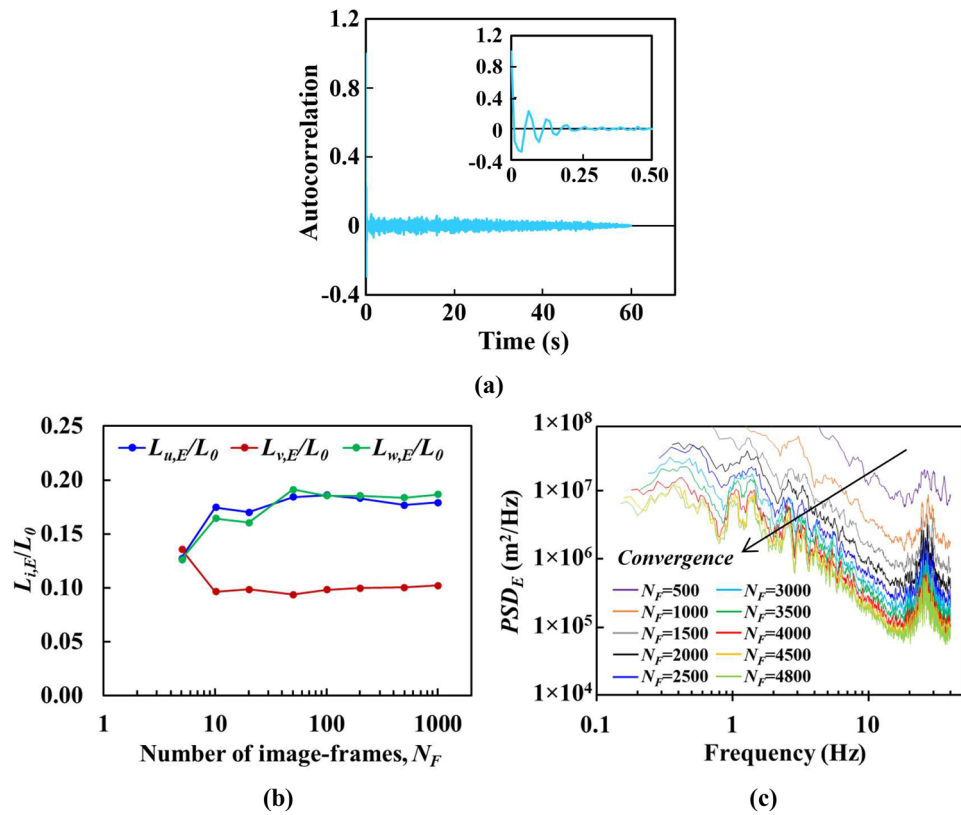 1.2
0.8
0.4
0
-0.4
Autocorrelation
0 20 40 60
Time (s)
1.2
0.8
0.4
0
-0.4
0 0.25 0.50
(a)
0.25
0.20
0.15
0.10
0.05
0.00
L_{i,E}/L_0
L_{u,E}/L_0 L_{v,E}/L_0 L_{w,E}/L_0
1 10 100 1000
Number of image-frames, N_F
(b)
1×10^8
1×10^7
1×10^6
1×10^5
1×10^4
PSD_E (m^2/Hz)
Convergence
N_F=500 N_F=3000
N_F=1000 N_F=3500
N_F=1500 N_F=4000
N_F=2000 N_F=4500
N_F=2500 N_F=4800
0.1 1 10
Frequency (Hz)
(c)